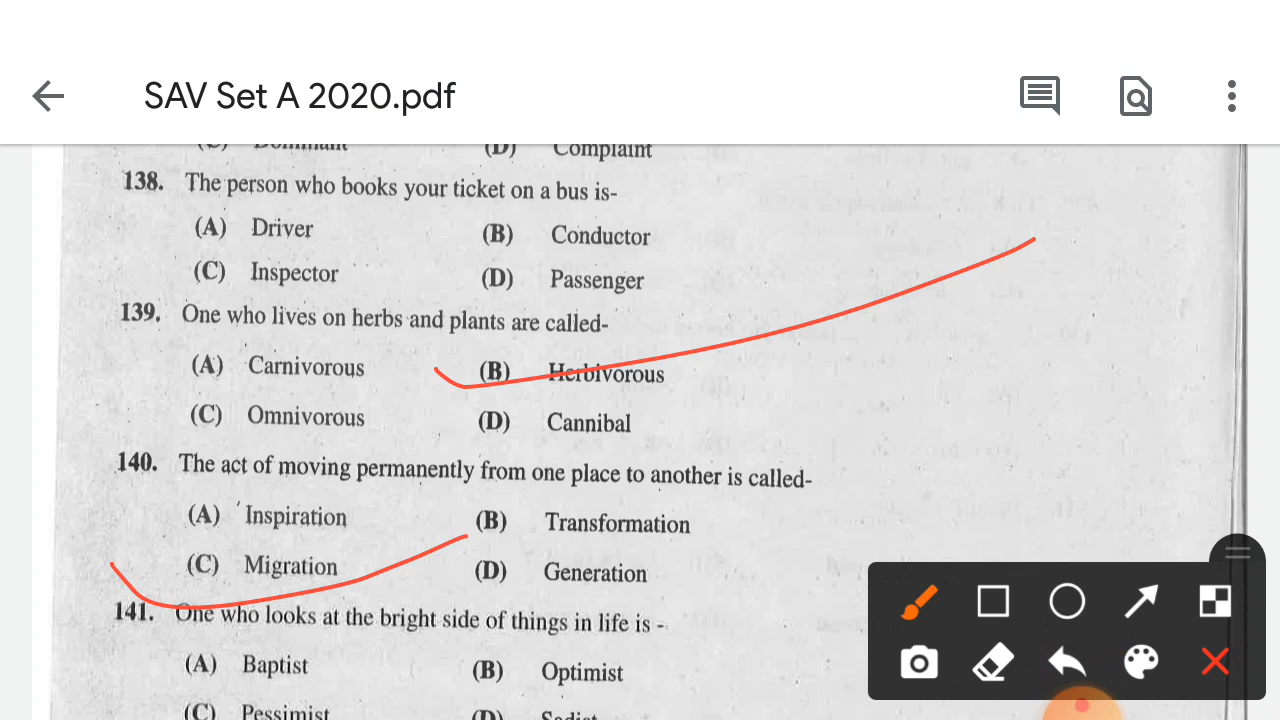 SAV Set A 2020.pdf
(C) Dominant (D) Complaint
138. The person who books your ticket on a bus is-
(A) Driver (B) Conductor
(C) Inspector (D) Passenger
139. One who lives on herbs and plants are called-
(A) Carnivorous (B) Herbivorous
(C) Omnivorous (D) Cannibal
140. The act of moving permanently from one place to another is called-
(A) Inspiration (B) Transformation
(C) Migration (D) Generation
141. One who looks at the bright side of things in life is -
(A) Baptist (B) Optimist
(C) Pessimist (D) Sadist